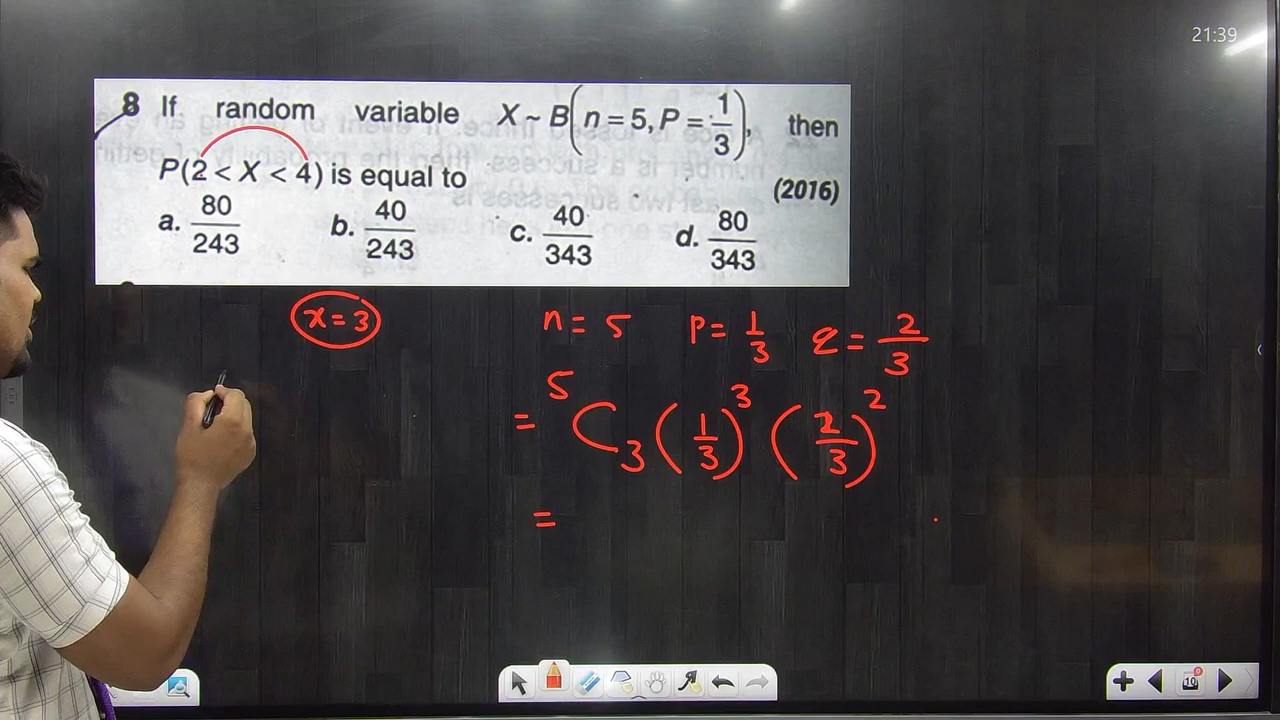 21:39
8 If random variable X ~ B(n = 5, P = 1/3), then
P(2 < X < 4) is equal to (2016)
a. 80/243 b. 40/243 c. 40/343 d. 80/343
x = 3
n = 5 p = 1/3 q = 2/3
= ⁵C₃ (1/3)³ (2/3)²
=
10